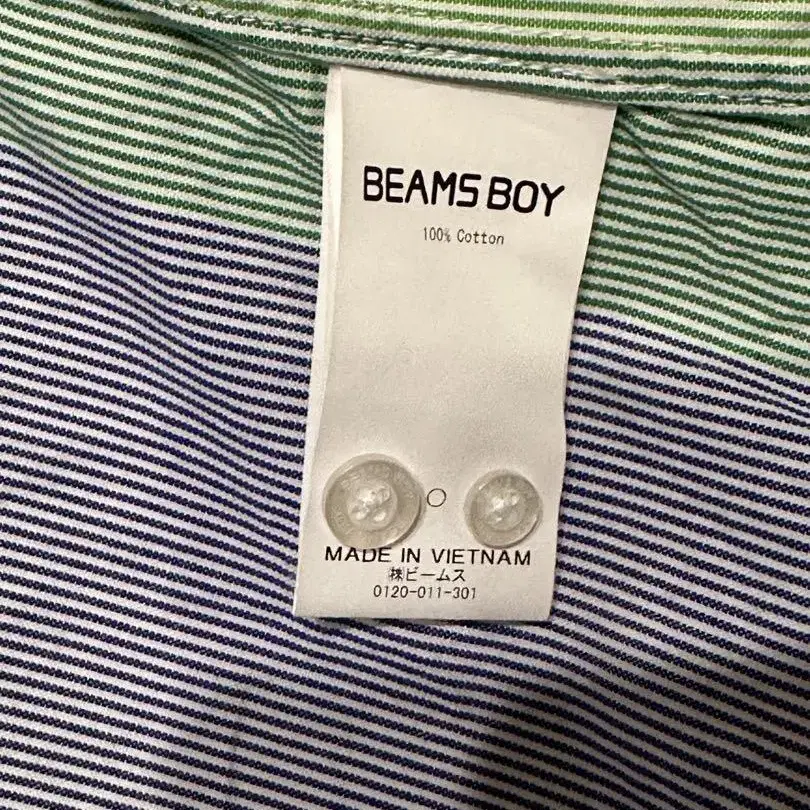 BEAMS BOY
100% Cotton
MADE IN VIETNAM
㈱ビームス
0120-011-301